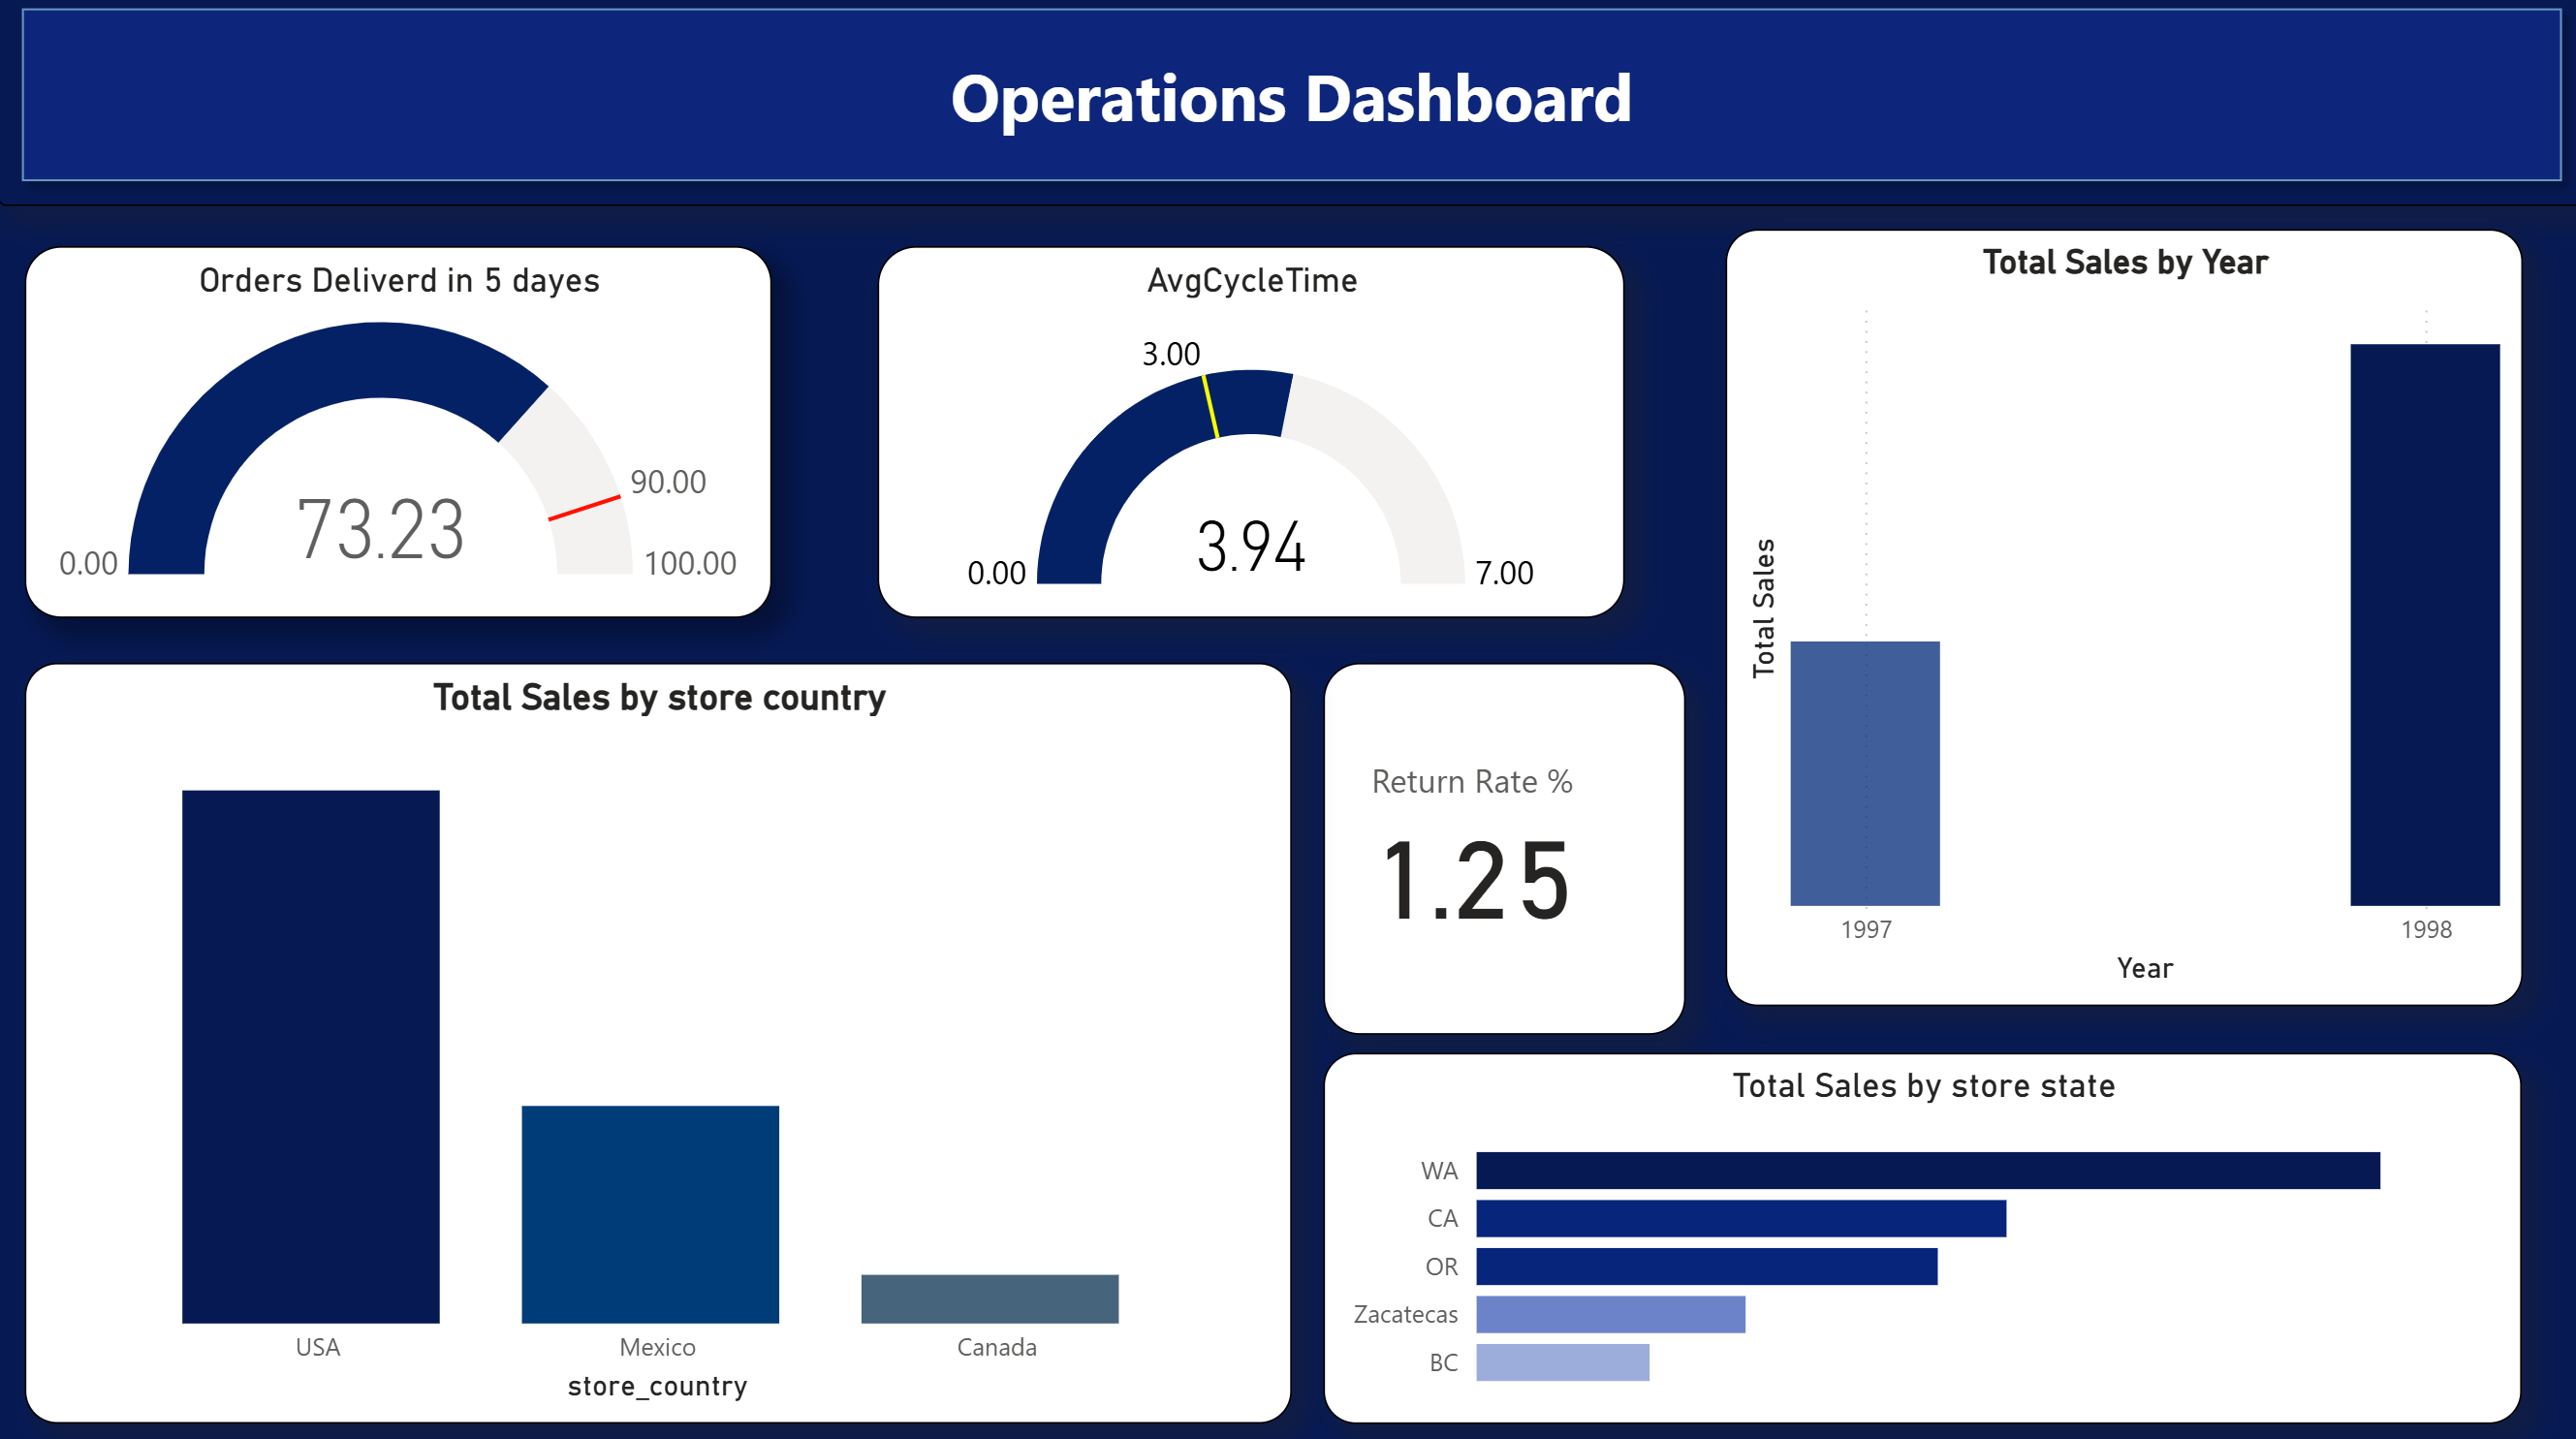 Operations Dashboard
Orders Deliverd in 5 dayes
90.00
73.23
0.00
100.00
AvgCycleTime
3.00
3.94
0.00
7.00
Total Sales by Year
Total Sales
1997
1998
Year
Total Sales by store country
USA
Mexico
Canada
store_country
Return Rate %
1.25
Total Sales by store state
WA
CA
OR
Zacatecas
BC